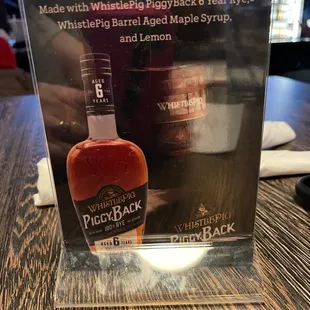 Made with WhistlePig PiggyBack 6 Year Rye,
WhistlePig Barrel Aged Maple Syrup,
and Lemon
AGED
6
YEARS
WHISTLEPIG
WHISTLEPIG
PIGGYBACK
100% RYE
AGED 6 YEARS
WHISTLEPIG
PIGGYBACK